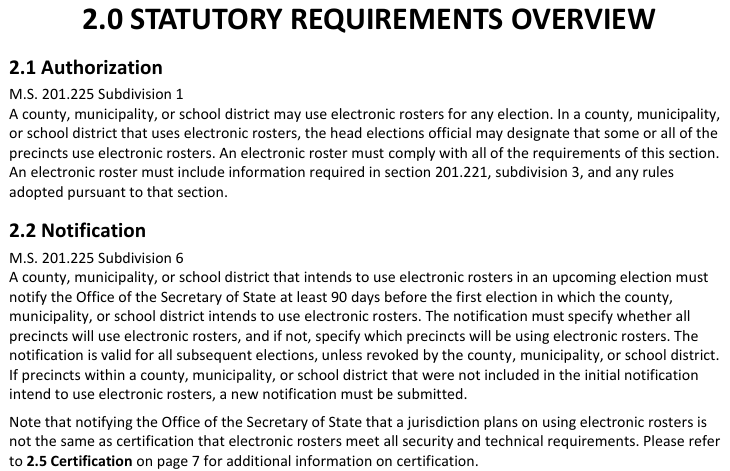 2.0 STATUTORY REQUIREMENTS OVERVIEW
2.1 Authorization
M.S. 201.225 Subdivision 1
A county, municipality, or school district may use electronic rosters for any election. In a county, municipality,
or school district that uses electronic rosters, the head elections official may designate that some or all of the
precincts use electronic rosters. An electronic roster must comply with all of the requirements of this section.
An electronic roster must include information required in section 201.221, subdivision 3, and any rules
adopted pursuant to that section.
2.2 Notification
M.S. 201.225 Subdivision 6
A county, municipality, or school district that intends to use electronic rosters in an upcoming election must
notify the Office of the Secretary of State at least 90 days before the first election in which the county,
municipality, or school district intends to use electronic rosters. The notification must specify whether all
precincts will use electronic rosters, and if not, specify which precincts will be using electronic rosters. The
notification is valid for all subsequent elections, unless revoked by the county, municipality, or school district.
If precincts within a county, municipality, or school district that were not included in the initial notification
intend to use electronic rosters, a new notification must be submitted.
Note that notifying the Office of the Secretary of State that a jurisdiction plans on using electronic rosters is
not the same as certification that electronic rosters meet all security and technical requirements. Please refer
to 2.5 Certification on page 7 for additional information on certification.